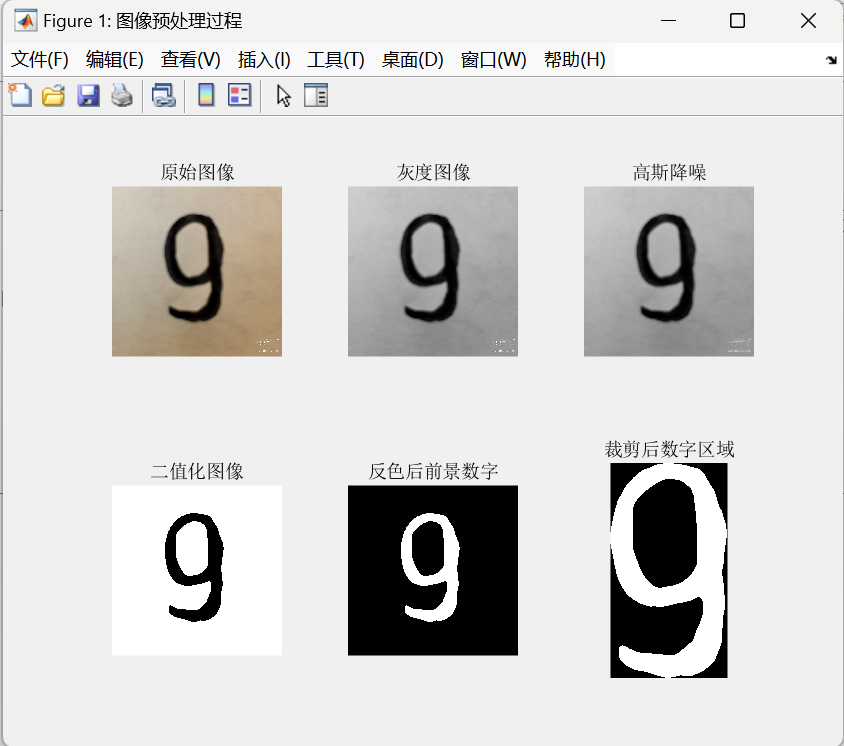 Figure 1: 图像预处理过程
文件(F) 编辑(E) 查看(V) 插入(I) 工具(T) 桌面(D) 窗口(W) 帮助(H)
原始图像 灰度图像 高斯降噪
9 9 9
二值化图像 反色后前景数字 裁剪后数字区域
9 9 9